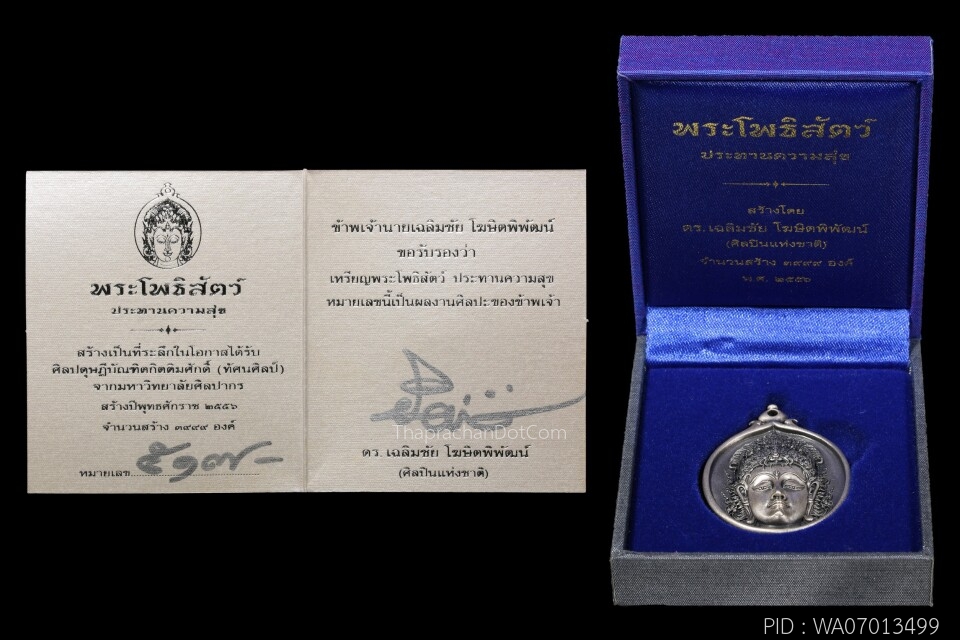 พระโพธิสัตว์
ประทานความสุข
สร้างเป็นที่ระลึกในโอกาสได้รับ
ศิลปดุษฎีบัณฑิตกิตติมศักดิ์ (ทัศนศิลป์)
จากมหาวิทยาลัยศิลปากร
สร้างปีพุทธศักราช ๒๕๕๖
จำนวนสร้าง ๓๙๙๙ องค์
หมายเลข ๕๑๗-
ข้าพเจ้านายเฉลิมชัย โฆษิตพิพัฒน์
ขอรับรองว่า
เหรียญพระโพธิสัตว์ ประทานความสุข
หมายเลขนี้เป็นผลงานศิลปะของข้าพเจ้า
ThaprachanDotCom
ดร.เฉลิมชัย โฆษิตพิพัฒน์
(ศิลปินแห่งชาติ)
พระโพธิสัตว์
ประทานความสุข
สร้างโดย
ดร.เฉลิมชัย โฆษิตพิพัฒน์
(ศิลปินแห่งชาติ)
จำนวนสร้าง ๓๙๙๙ องค์
พ.ศ. ๒๕๕๖
PID : WA07013499